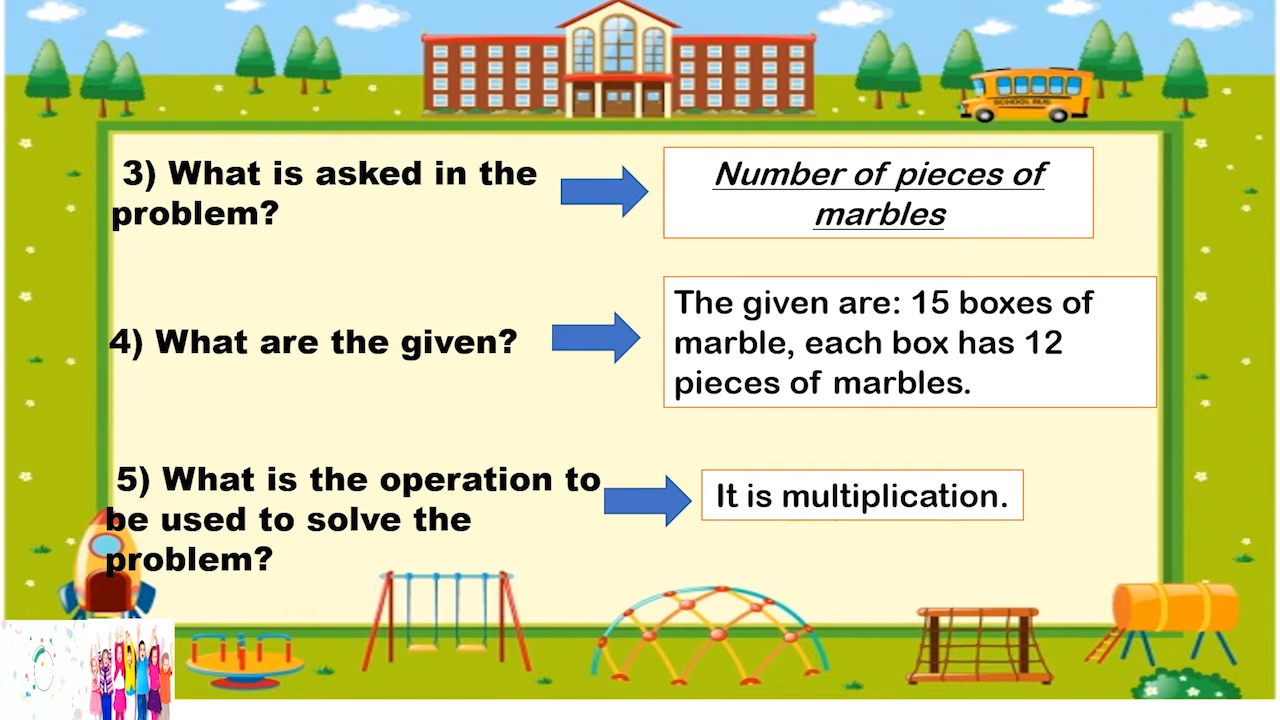 3) What is asked in the
problem?
Number of pieces of
marbles
4) What are the given?
The given are: 15 boxes of
marble, each box has 12
pieces of marbles.
5) What is the operation to
be used to solve the
problem?
It is multiplication.
SCHOOL BUS